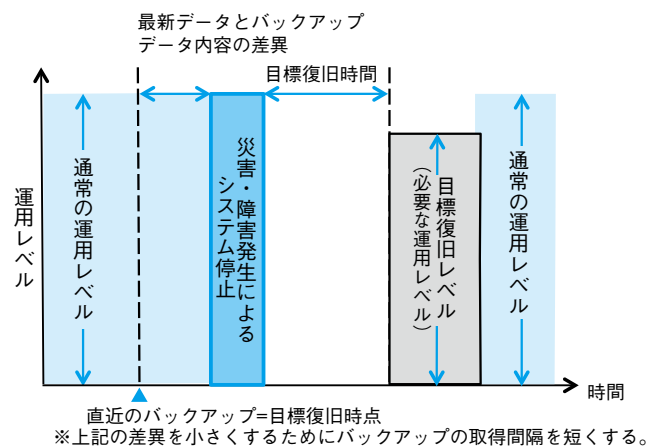 最新データとバックアップ
データ内容の差異
目標復旧時間
運用レベル
通常の運用レベル
災害・障害発生による
システム停止
目標復旧レベル
（必要な運用レベル）
通常の運用レベル
時間
直近のバックアップ=目標復旧時点
※上記の差異を小さくするためにバックアップの取得間隔を短くする。